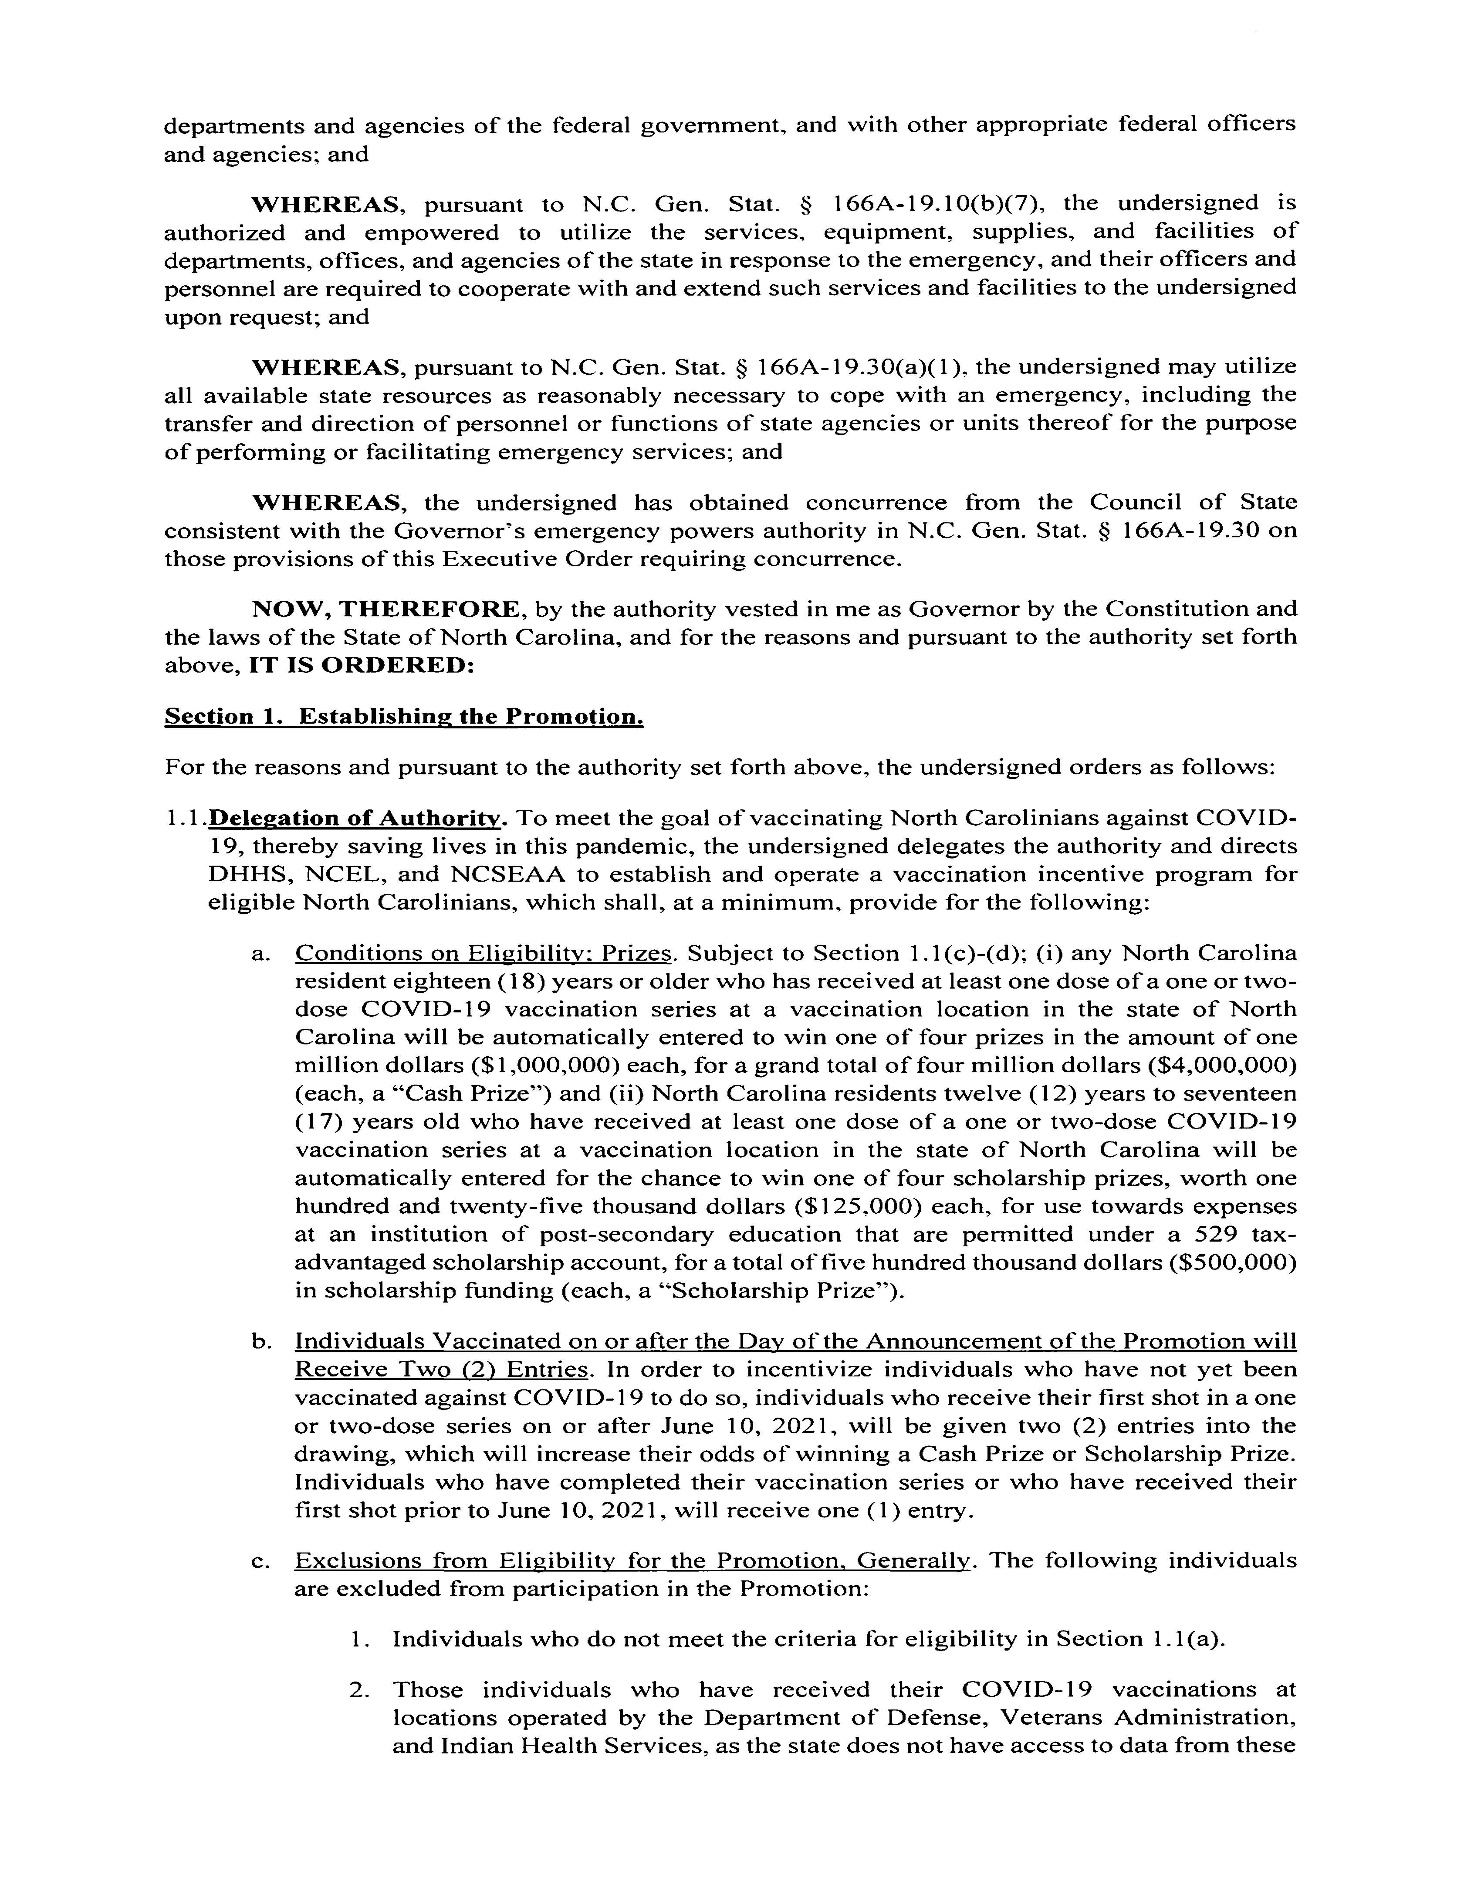 departments and agencies of the federal government, and with other appropriate federal officers
and agencies; and
WHEREAS, pursuant to N.C. Gen. Stat. § 166A-19.10(b)(7), the undersigned is
authorized and empowered to utilize the services, equipment, supplies, and facilities of
departments, offices, and agencies of the state in response to the emergency, and their officers and
personnel are required to cooperate with and extend such services and facilities to the undersigned
upon request; and
WHEREAS, pursuant to N.C. Gen. Stat. § 166A-19.30(a)(1), the undersigned may utilize
all available state resources as reasonably necessary to cope with an emergency, including the
transfer and direction of personnel or functions of state agencies or units thereof for the purpose
of performing or facilitating emergency services; and
WHEREAS, the undersigned has obtained concurrence from the Council of State
consistent with the Governor's emergency powers authority in N.C. Gen. Stat. § 166A-19.30 on
those provisions of this Executive Order requiring concurrence.
NOW, THEREFORE, by the authority vested in me as Governor by the Constitution and
the laws of the State of North Carolina, and for the reasons and pursuant to the authority set forth
above, IT IS ORDERED:
Section 1. Establishing the Promotion.
For the reasons and pursuant to the authority set forth above, the undersigned orders as follows:
1.1. Delegation of Authority. To meet the goal of vaccinating North Carolinians against COVID-
19, thereby saving lives in this pandemic, the undersigned delegates the authority and directs
DHHS, NCEL, and NCSEAA to establish and operate a vaccination incentive program for
eligible North Carolinians, which shall, at a minimum, provide for the following:
a. Conditions on Eligibility; Prizes. Subject to Section 1.1(c)-(d); (i) any North Carolina
resident eighteen (18) years or older who has received at least one dose of a one or two-
dose COVID-19 vaccination series at a vaccination location in the state of North
Carolina will be automatically entered to win one of four prizes in the amount of one
million dollars ($1,000,000) each, for a grand total of four million dollars ($4,000,000)
(each, a “Cash Prize”) and (ii) North Carolina residents twelve (12) years to seventeen
(17) years old who have received at least one dose of a one or two-dose COVID-19
vaccination series at a vaccination location in the state of North Carolina will be
automatically entered for the chance to win one of four scholarship prizes, worth one
hundred and twenty-five thousand dollars ($125,000) each, for use towards expenses
at an institution of post-secondary education that are permitted under a 529 tax-
advantaged scholarship account, for a total of five hundred thousand dollars ($500,000)
in scholarship funding (each, a “Scholarship Prize”).
b. Individuals Vaccinated on or after the Day of the Announcement of the Promotion will
Receive Two (2) Entries. In order to incentivize individuals who have not yet been
vaccinated against COVID-19 to do so, individuals who receive their first shot in a one
or two-dose series on or after June 10, 2021, will be given two (2) entries into the
drawing, which will increase their odds of winning a Cash Prize or Scholarship Prize.
Individuals who have completed their vaccination series or who have received their
first shot prior to June 10, 2021, will receive one (1) entry.
c. Exclusions from Eligibility for the Promotion, Generally. The following individuals
are excluded from participation in the Promotion:
1. Individuals who do not meet the criteria for eligibility in Section 1.1(a).
2. Those individuals who have received their COVID-19 vaccinations at
locations operated by the Department of Defense, Veterans Administration,
and Indian Health Services, as the state does not have access to data from these